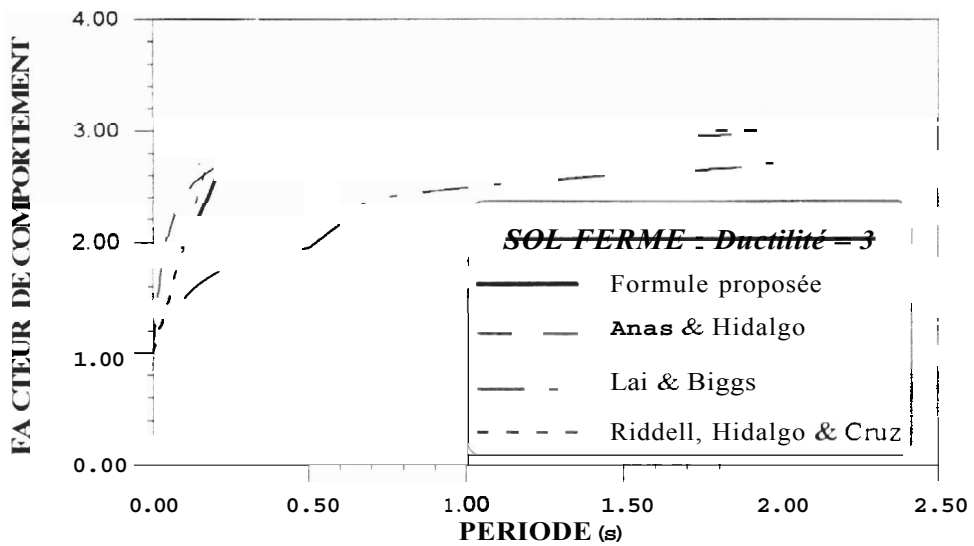 FACTEUR DE COMPORTEMENT
4.00
3.00
2.00
1.00
0.00
0.00 0.50 1.00 1.50 2.00 2.50
PERIODE (s)
SOL FERME : Ductilité = 3
Formule proposée
Anas & Hidalgo
Lai & Biggs
Riddell, Hidalgo & Cruz